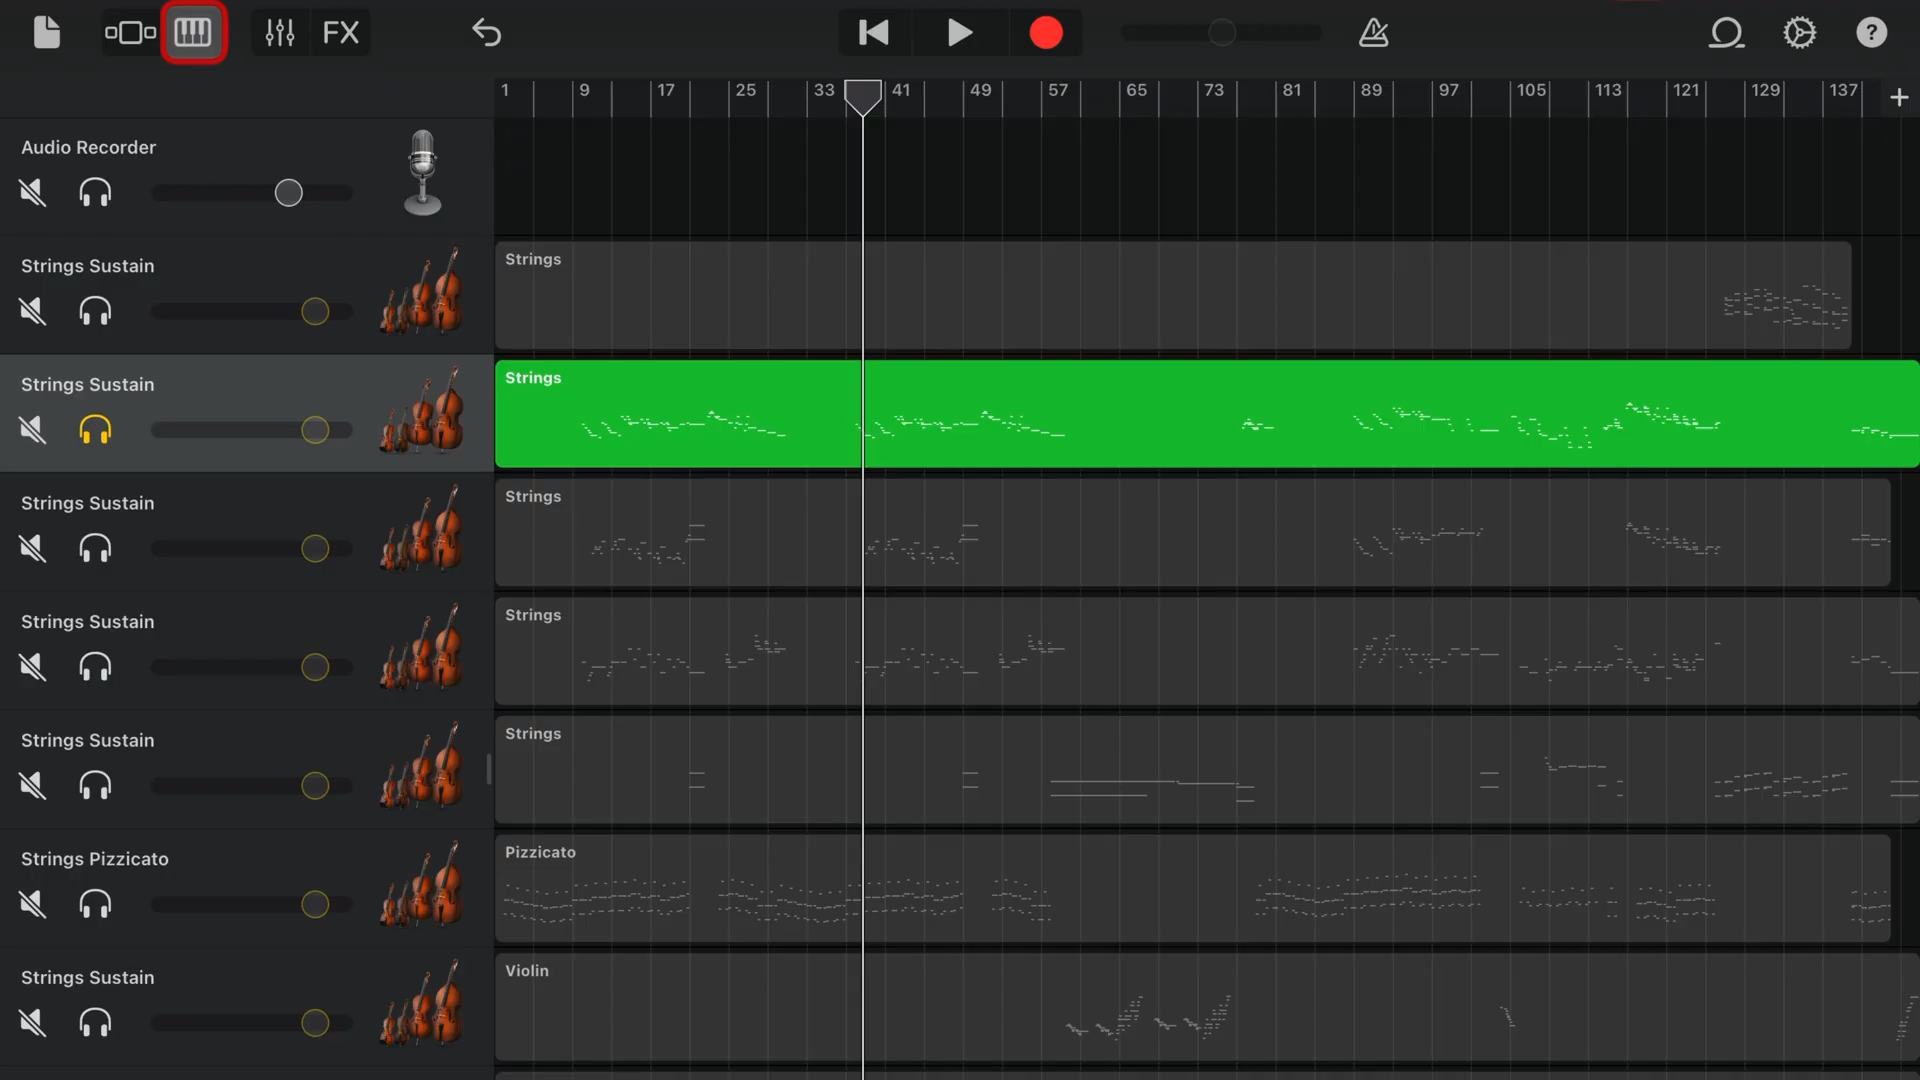 FX
?
1 9 17 25 33 41 49 57 65 73 81 89 97 105 113 121 129 137 +
Audio Recorder
Strings Sustain
Strings
Strings Sustain
Strings
Strings Sustain
Strings
Strings Sustain
Strings
Strings Sustain
Strings
Strings Pizzicato
Pizzicato
Strings Sustain
Violin